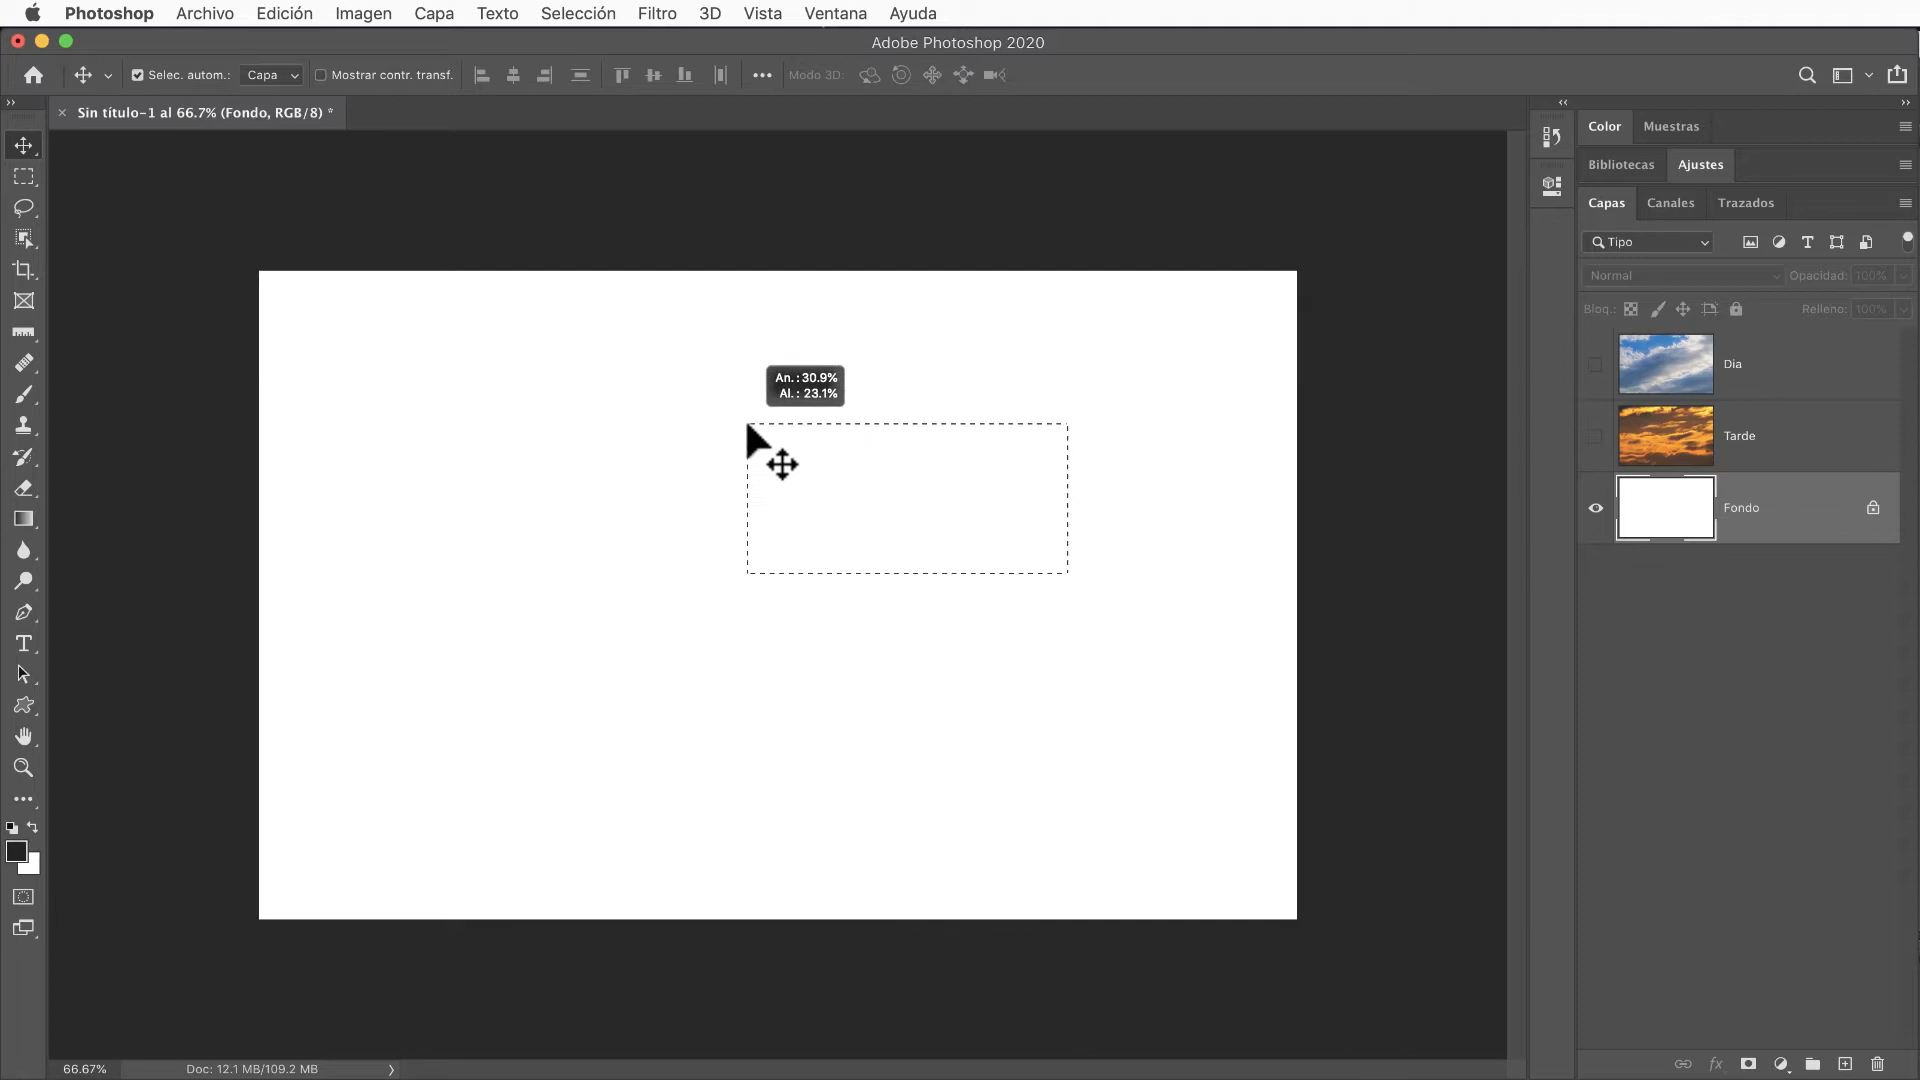 Photoshop Archivo Edición Imagen Capa Texto Selección Filtro 3D Vista Ventana Ayuda
Adobe Photoshop 2020
Selec. autom.: Capa Mostrar contr. transf. Modo 3D:
Sin título-1 al 66.7% (Fondo, RGB/8) *
Color Muestras
Bibliotecas Ajustes
Capas Canales Trazados
Tipo
Normal Opacidad: 100%
Bloq.: Relleno: 100%
Dia
Tarde
Fondo
An.: 30.9%
Al.: 23.1%
66.67% Doc: 12.1 MB/109.2 MB